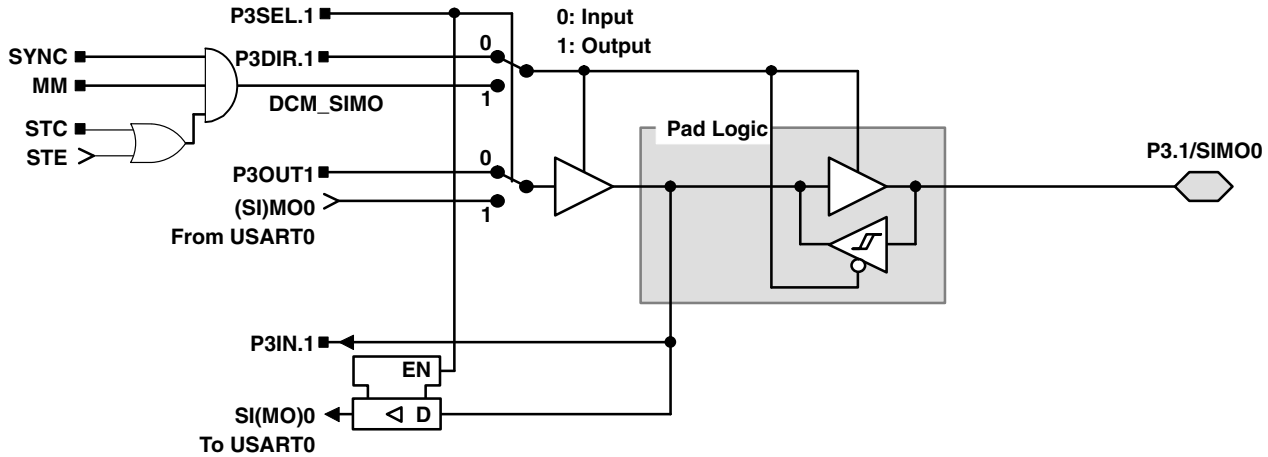 P3SEL.1
0: Input
1: Output
SYNC
P3DIR.1
0
MM
1
DCM_SIMO
STC
STE
Pad Logic
P3.1/SIMO0
P3OUT1
0
(SI)MO0
1
From USART0
P3IN.1
EN
SI(MO)0
D
To USART0